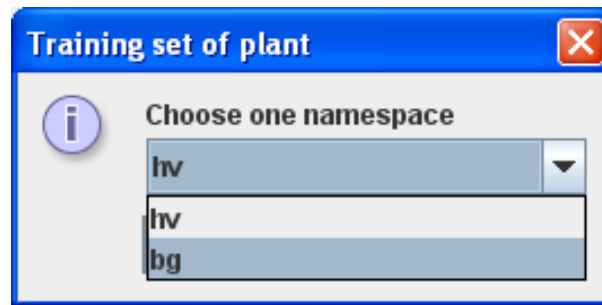 Training set of plant
Choose one namespace
hv
hv
bg